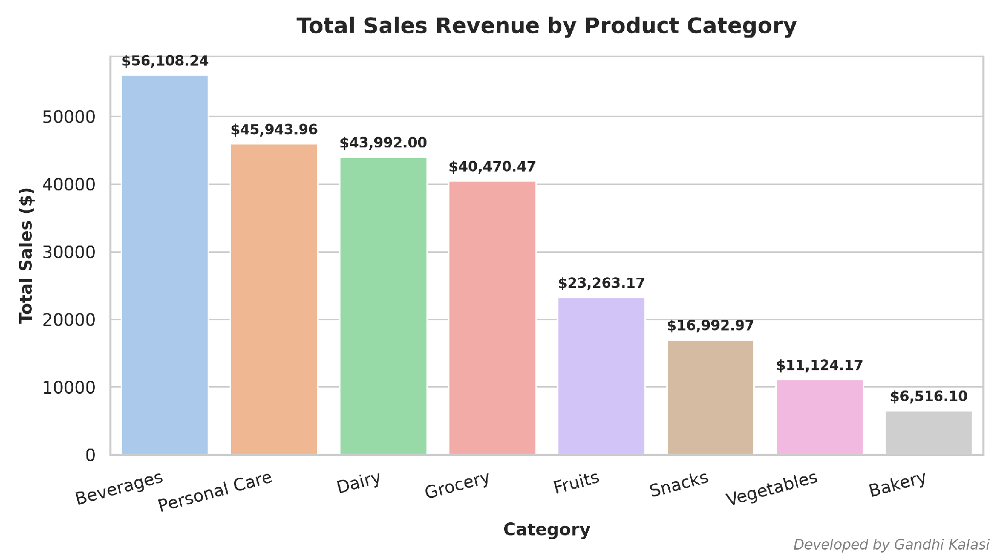 Total Sales Revenue by Product Category
$56,108.24
$45,943.96
$43,992.00
$40,470.47
$23,263.17
$16,992.97
$11,124.17
$6,516.10
Total Sales ($)
50000
40000
30000
20000
10000
0
Beverages
Personal Care
Dairy
Grocery
Fruits
Snacks
Vegetables
Bakery
Category
Developed by Gandhi Kalasi